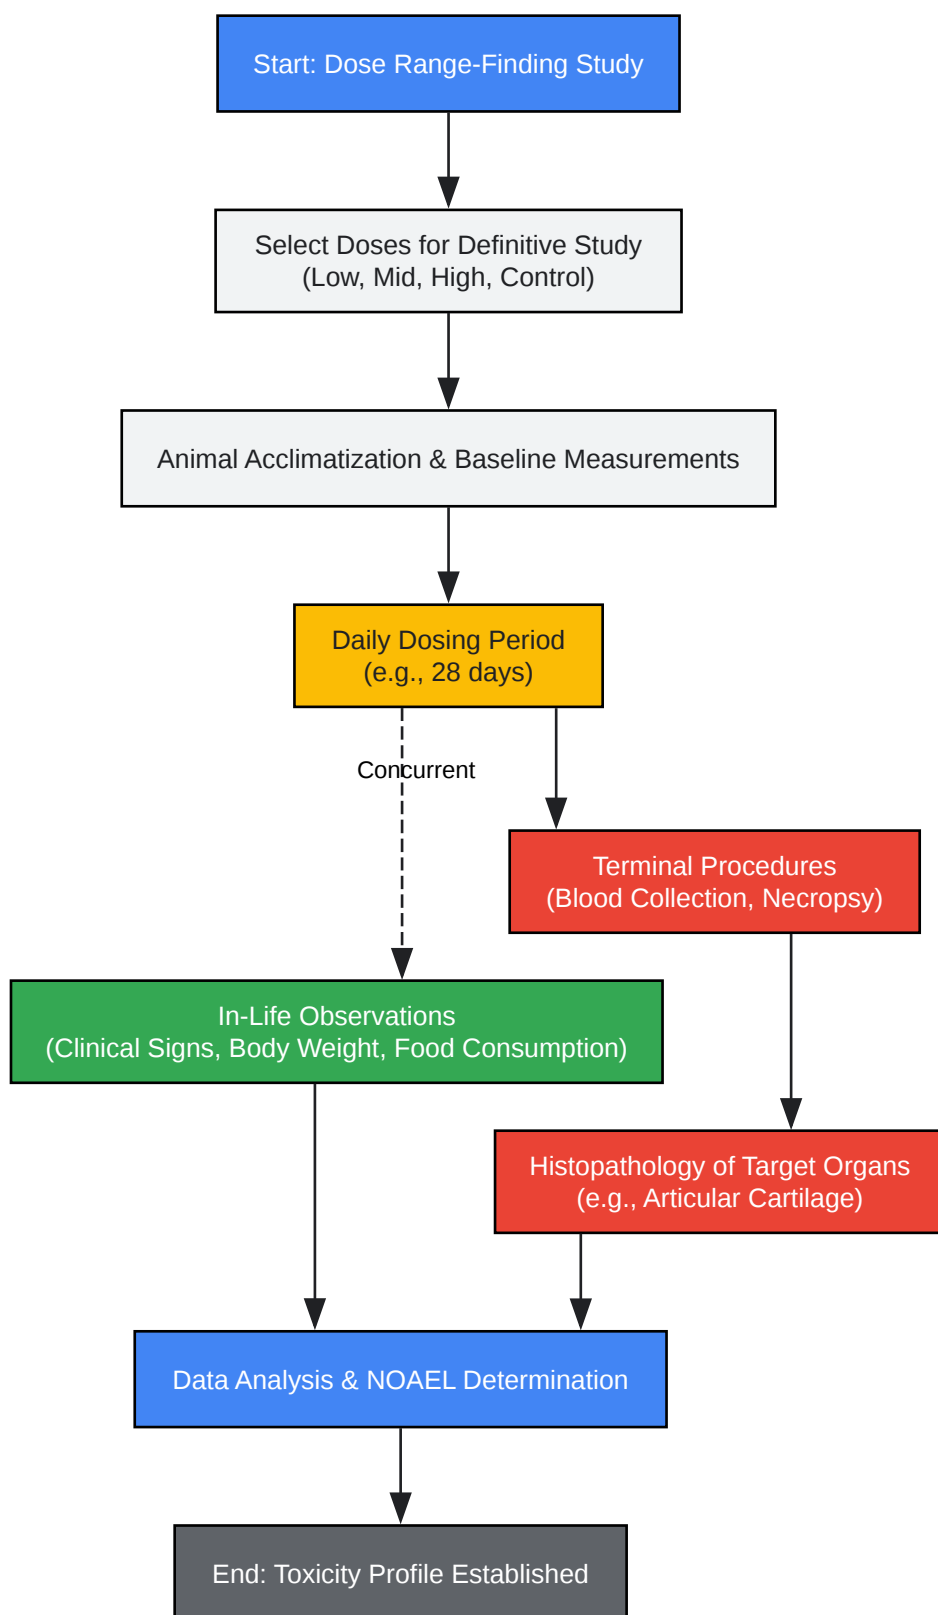 Start: Dose Range-Finding Study
Select Doses for Definitive Study
(Low, Mid, High, Control)
Animal Acclimatization & Baseline Measurements
Daily Dosing Period
(e.g., 28 days)
Concurrent
Terminal Procedures
(Blood Collection, Necropsy)
In-Life Observations
(Clinical Signs, Body Weight, Food Consumption)
Histopathology of Target Organs
(e.g., Articular Cartilage)
Data Analysis & NOAEL Determination
End: Toxicity Profile Established